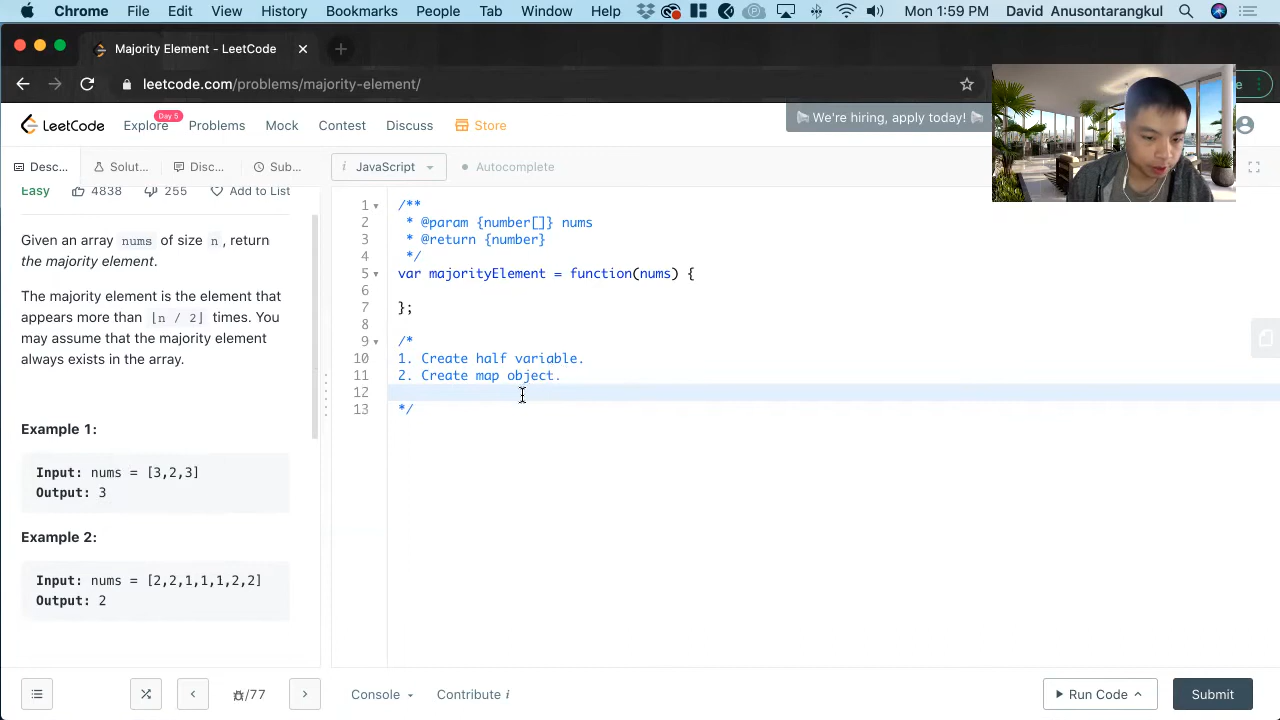 Chrome File Edit View History Bookmarks People Tab Window Help Mon 1:59 PM David Anusontarangkul
Majority Element - LeetCode
leetcode.com/problems/majority-element/
LeetCode Explore Day 5 Problems Mock Contest Discuss Store We're hiring, apply today!
Desc... Solut... Disc... Sub... i JavaScript Autocomplete
Easy 4838 255 Add to List
Given an array nums of size n, return
the majority element.
The majority element is the element that
appears more than ⌊n / 2⌋ times. You
may assume that the majority element
always exists in the array.
Example 1:
Input: nums = [3,2,3]
Output: 3
Example 2:
Input: nums = [2,2,1,1,1,2,2]
Output: 2
1 /**
2 * @param {number[]} nums
3 * @return {number}
4 */
5 var majorityElement = function(nums) {
6
7 };
8
9 /*
10 1. Create half variable.
11 2. Create map object.
12
13 */
/77 Console Contribute i Run Code Submit